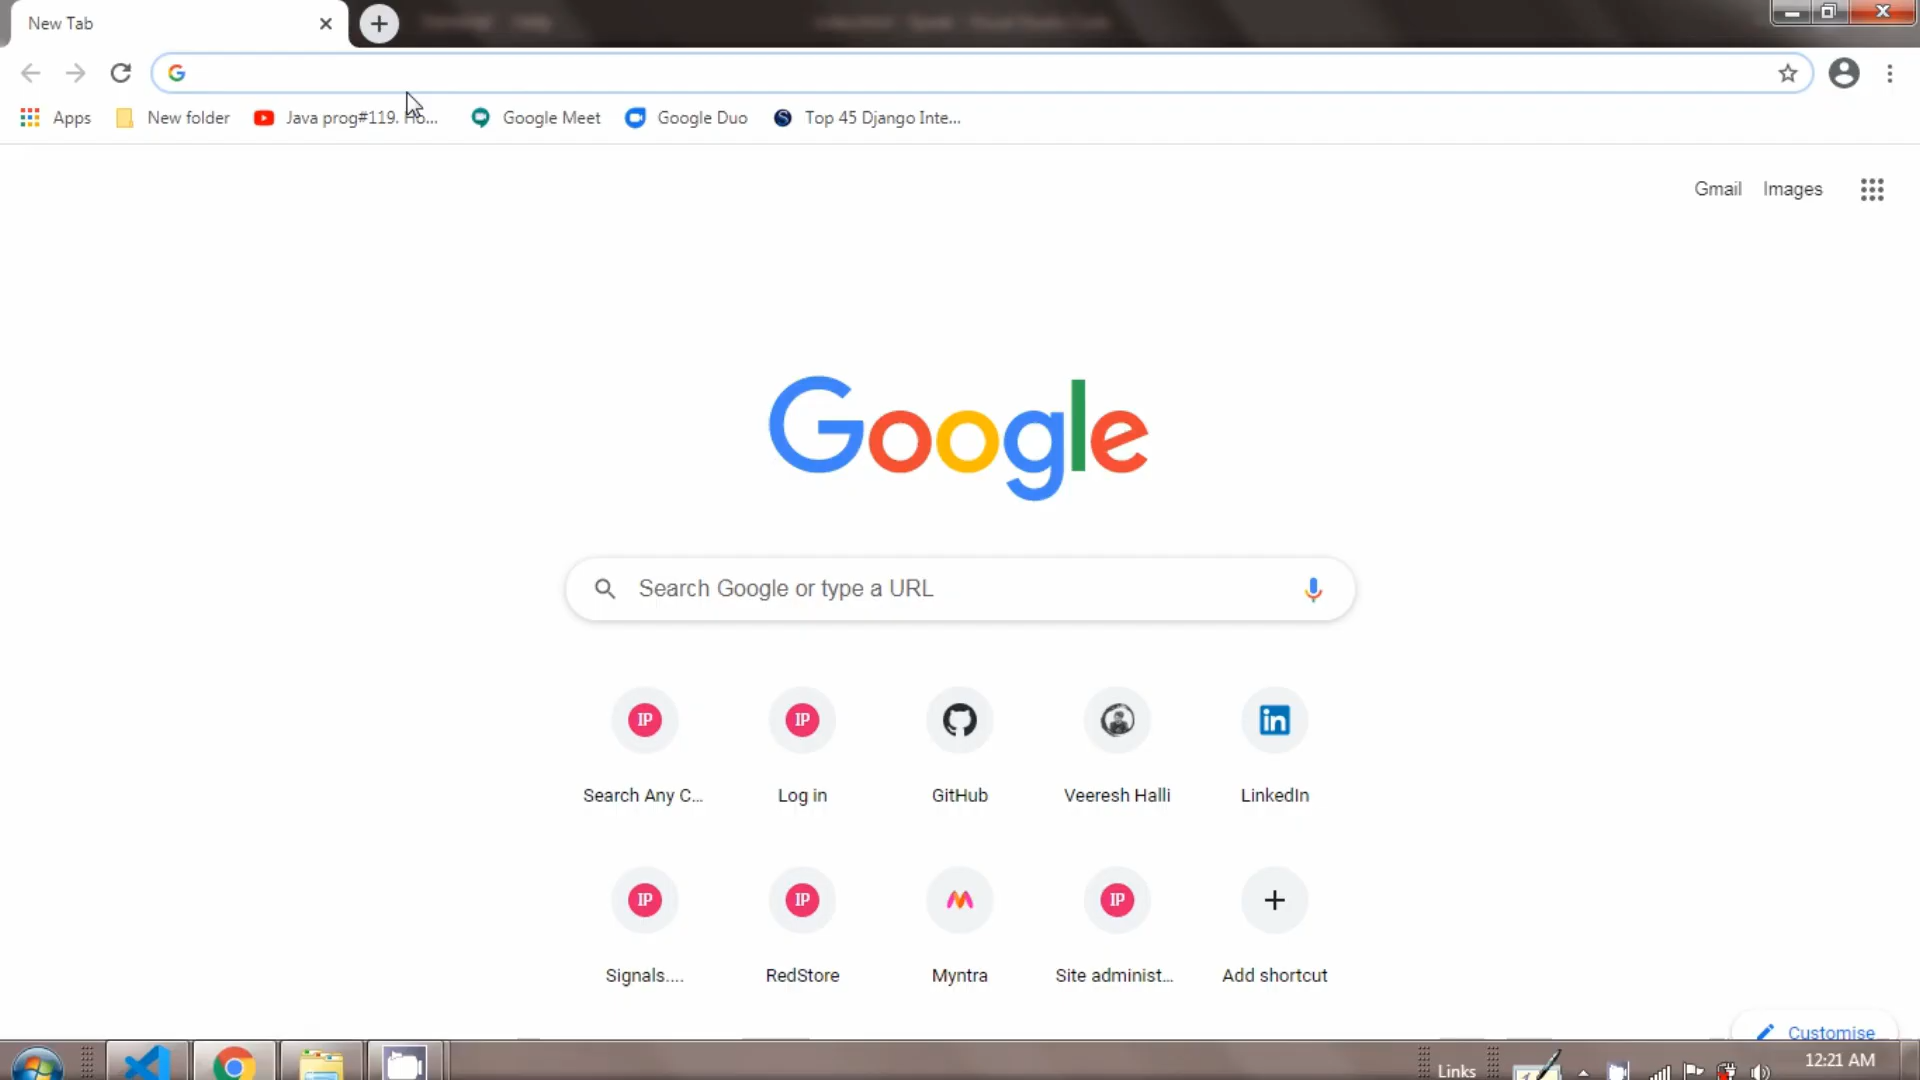 New Tab
Apps New folder Java prog#119. Ho... Google Meet Google Duo Top 45 Django Inte...
Gmail Images
Google
Search Google or type a URL
IP IP in
Search Any C... Log in GitHub Veeresh Halli LinkedIn
IP IP IP
Signals.... RedStore Myntra Site administ... Add shortcut
Customise
Links 12:21 AM